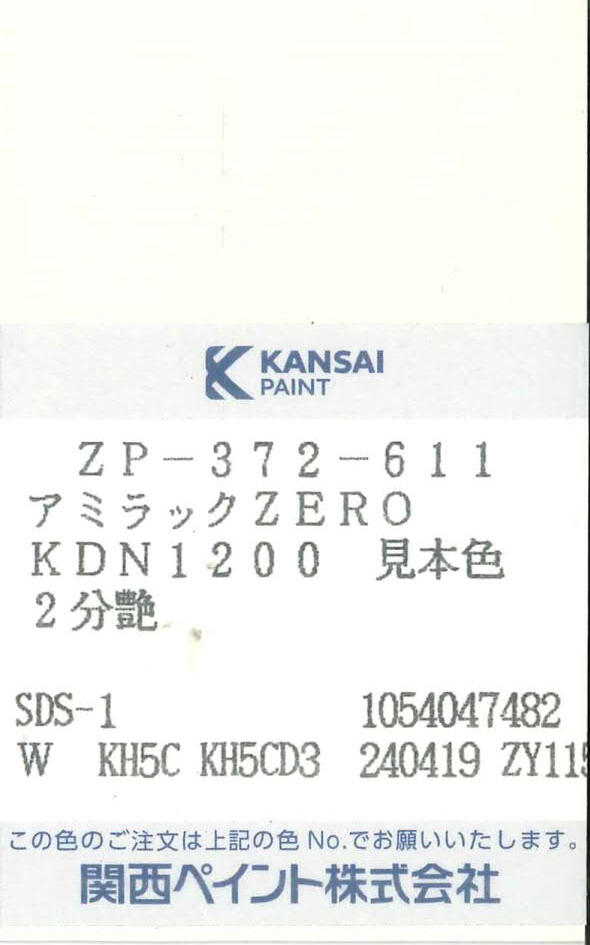 KANSAI
PAINT
ZP-372-611
アミラックZERO
KDN1200 見本色
2分艶
SDS-1 1054047482
W KH5C KH5CD3 240419 ZY115
この色のご注文は上記の色No.でお願いいたします。
関西ペイント株式会社